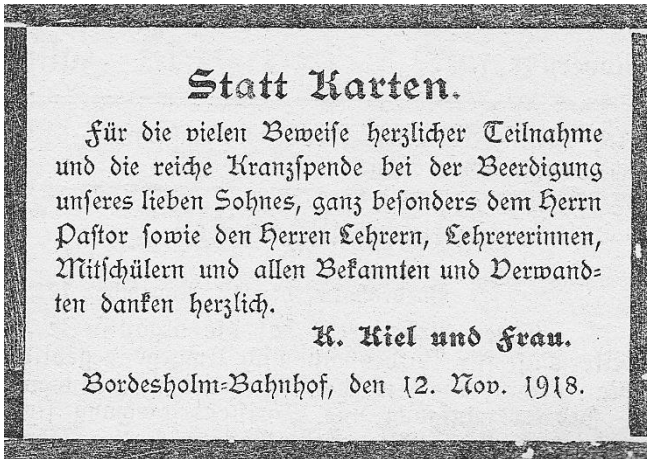 Statt Karten.
Für die vielen Beweise herzlicher Teilnahme
und die reiche Kranzspende bei der Beerdigung
unseres lieben Sohnes, ganz besonders dem Herrn
Pastor sowie den Herren Lehrern, Lehrererinnen,
Mitschülern und allen Bekannten und Verwand-
ten danken herzlich.
K. Kiel und Frau.
Bordesholm-Bahnhof, den 12. Nov. 1918.